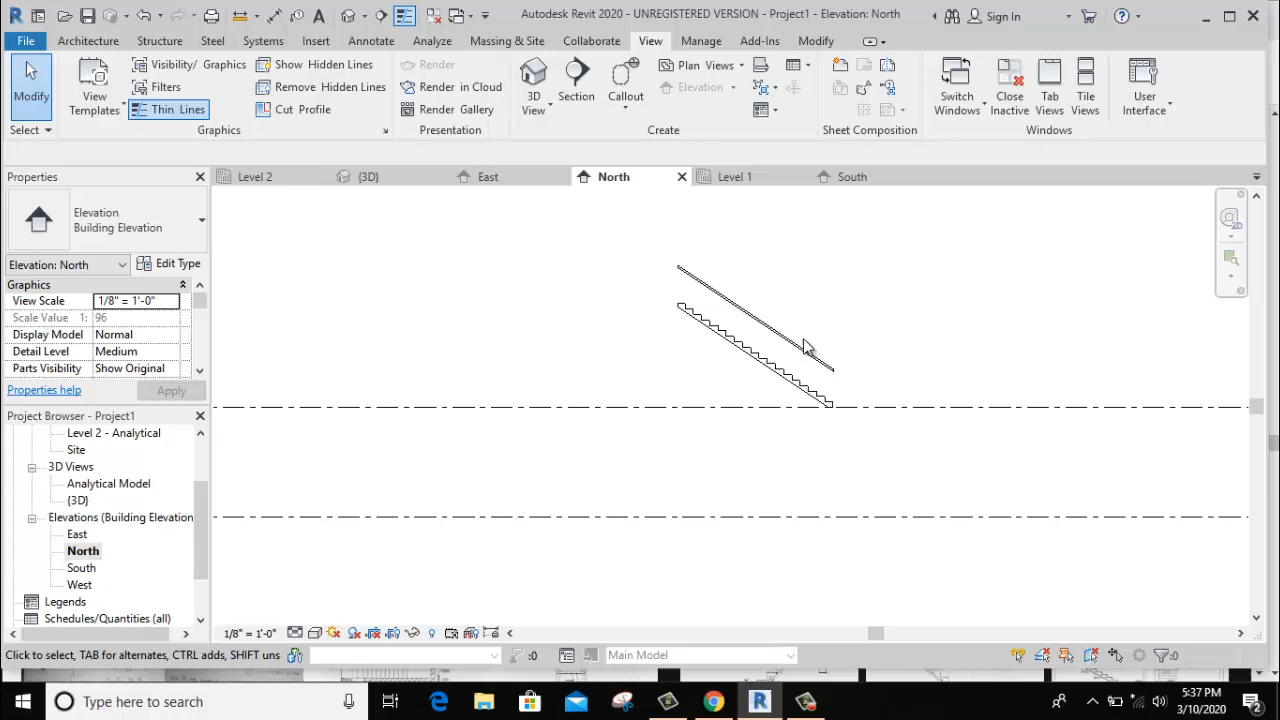 Autodesk Revit 2020 - UNREGISTERED VERSION - Project1 - Elevation: North
Sign In
File Architecture Structure Steel Systems Insert Annotate Analyze Massing & Site Collaborate View Manage Add-Ins Modify
Modify
Select
View Templates
Visibility/ Graphics
Filters
Thin Lines
Show Hidden Lines
Remove Hidden Lines
Cut Profile
Graphics
Render
Render in Cloud
Render Gallery
Presentation
3D View
Section
Callout
Plan Views
Elevation
Create
Sheet Composition
Switch Windows
Close Inactive
Tab Views
Tile Views
Windows
User Interface
Properties
Level 2
{3D}
East
North
Level 1
South
Elevation
Building Elevation
Elevation: North
Edit Type
Graphics
View Scale 1/8" = 1'-0"
Scale Value 1: 96
Display Model Normal
Detail Level Medium
Parts Visibility Show Original
Properties help
Apply
Project Browser - Project1
Level 2 - Analytical
Site
3D Views
Analytical Model
{3D}
Elevations (Building Elevation
East
North
South
West
Legends
Schedules/Quantities (all)
2D
1/8" = 1'-0"
Click to select, TAB for alternates, CTRL adds, SHIFT uns
:0
Main Model
:0
Type here to search
5:37 PM
3/10/2020
2